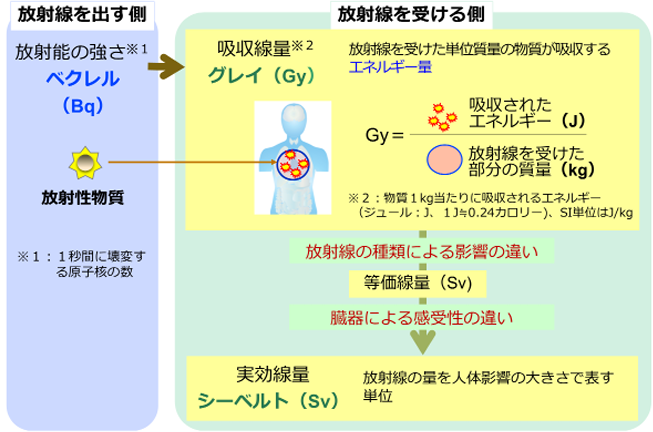 放射線を出す側
放射能の強さ※1
ベクレル
（Bq）
放射性物質
※１：１秒間に壊変す
る原子核の数
放射線を受ける側
吸収線量※2
グレイ（Gy）
放射線を受けた単位質量の物質が吸収する
エネルギー量
Gy＝
吸収された
エネルギー（J）
放射線を受けた
部分の質量（kg）
※２：物質１kg当たりに吸収されるエネルギー
（ジュール：J、１J≒0.24カロリー）、SI単位はJ/kg
放射線の種類による影響の違い
等価線量（Sv）
臓器による感受性の違い
実効線量
シーベルト（Sv）
放射線の量を人体影響の大きさで表す
単位